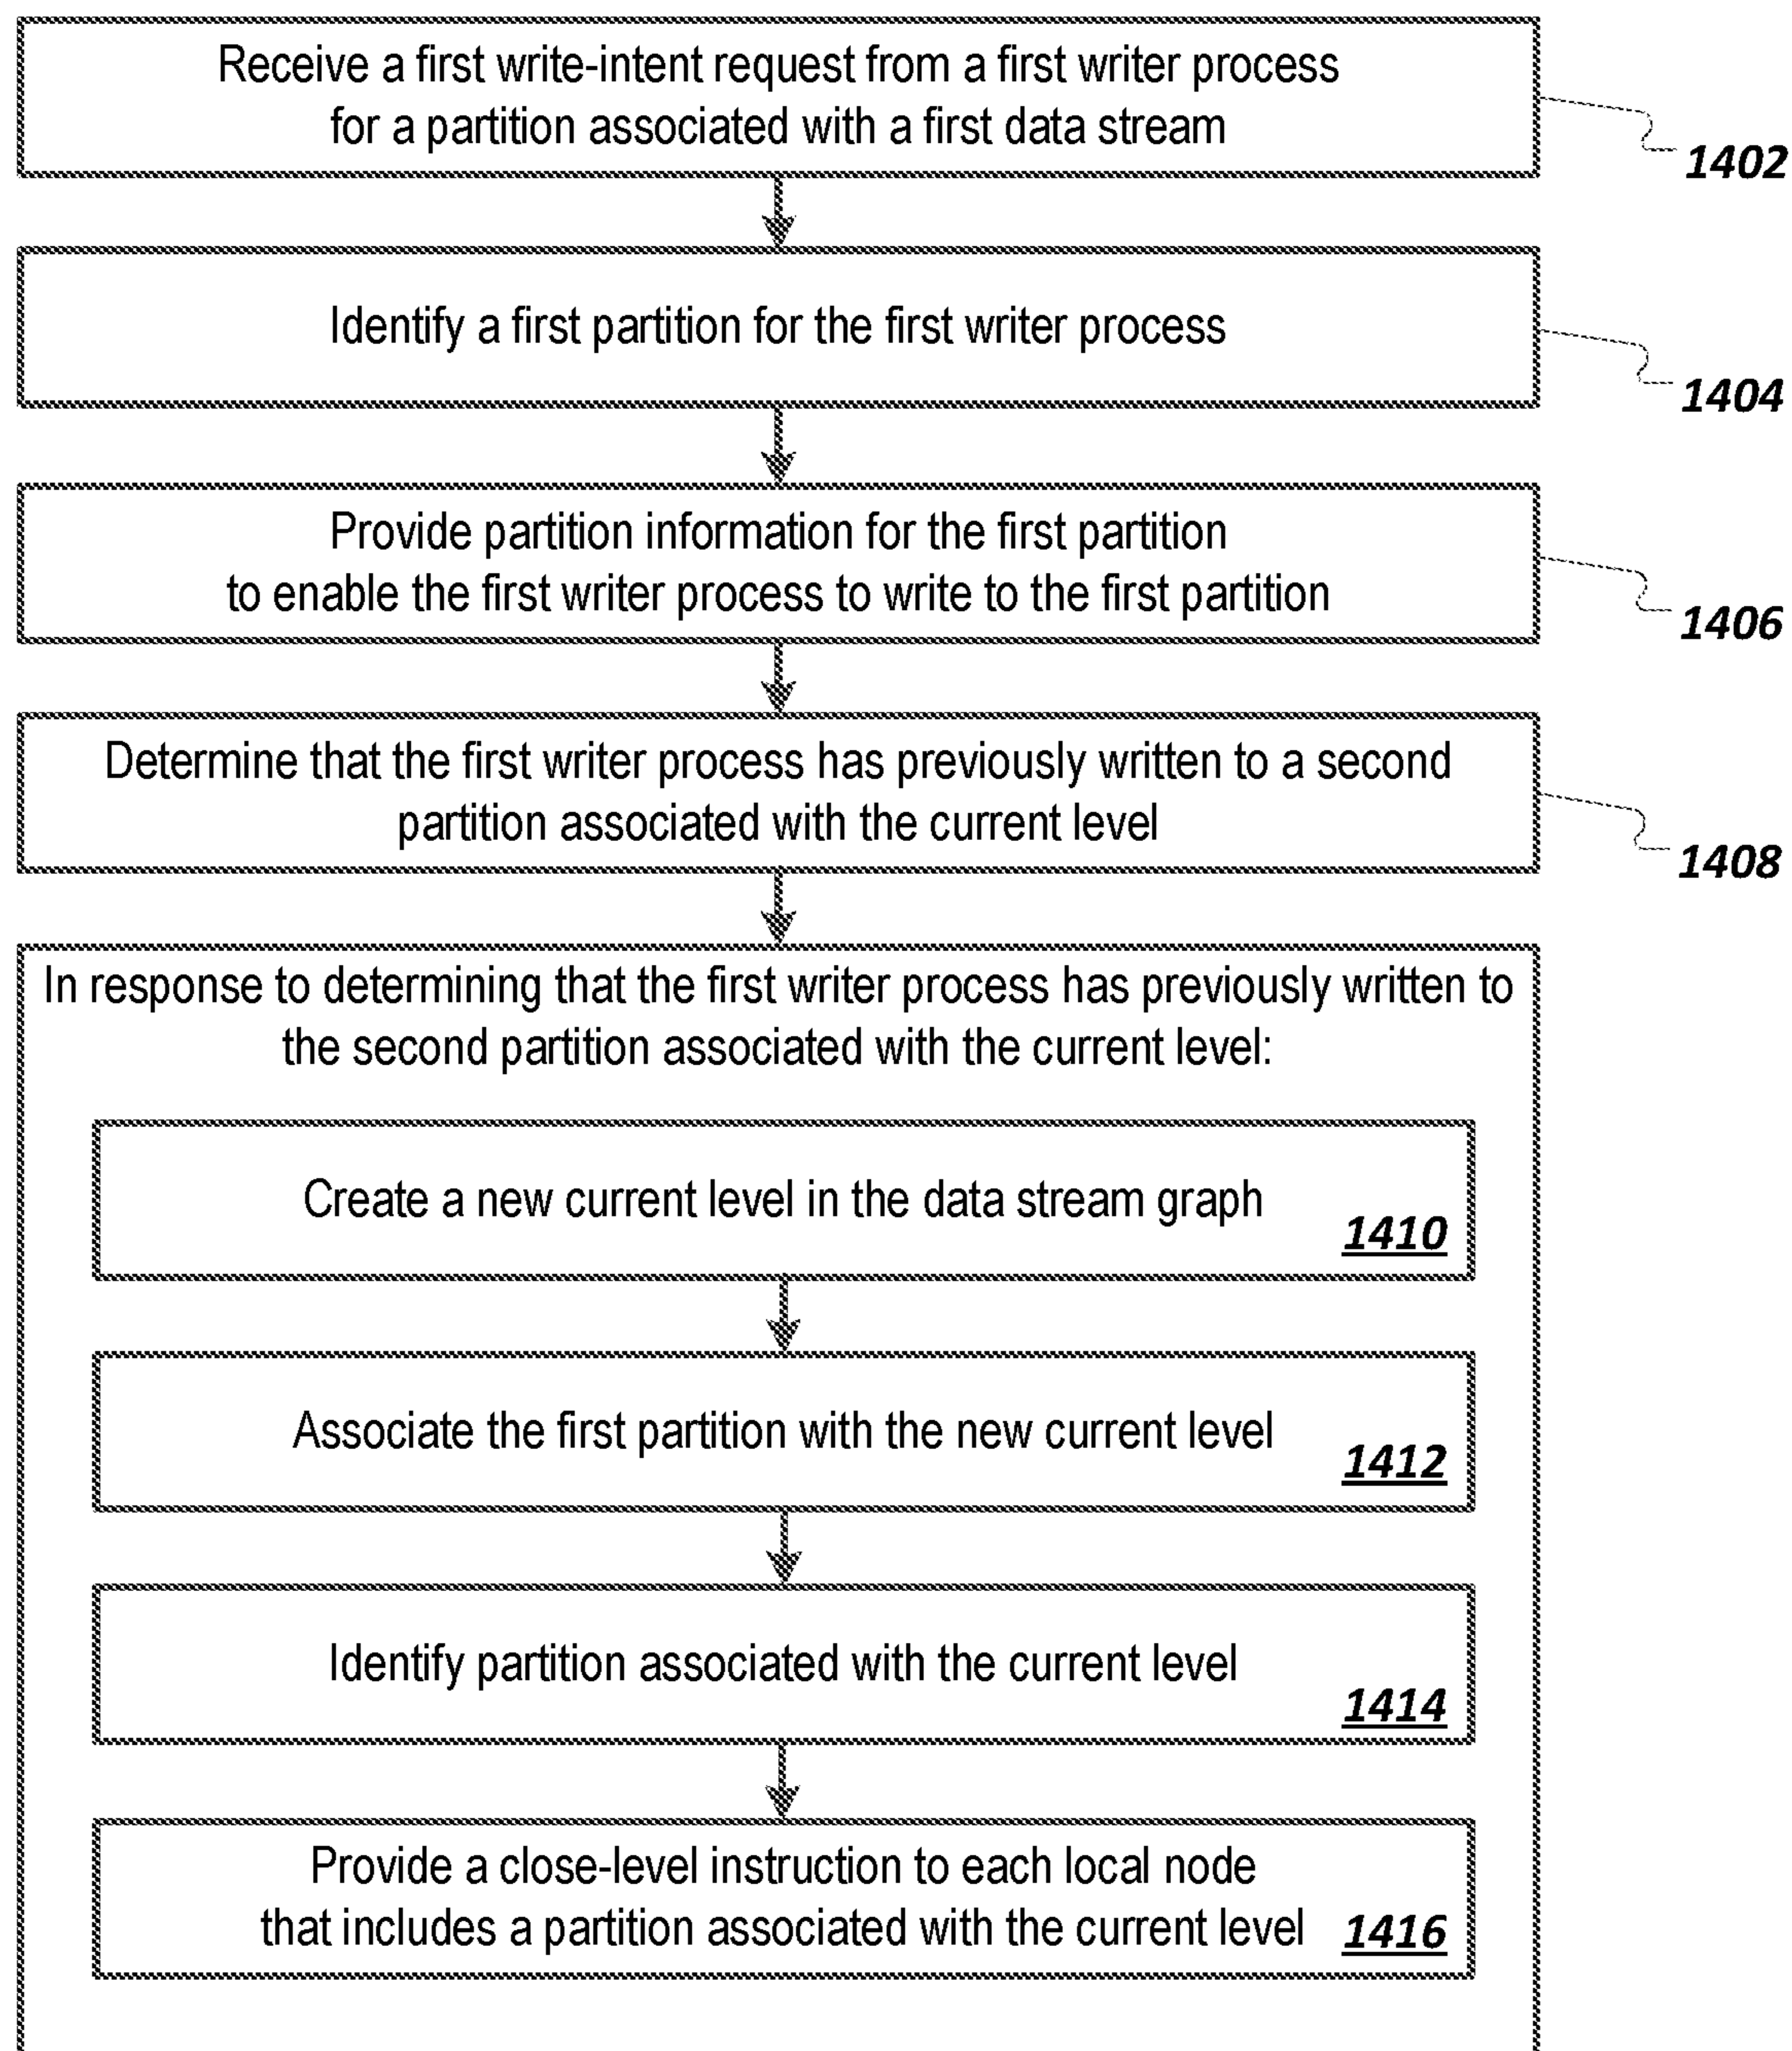 Receive a first write-intent request from a first writer process
for a partition associated with a first data stream
1402
Identify a first partition for the first writer process
1404
Provide partition information for the first partition
to enable the first writer process to write to the first partition
1406
Determine that the first writer process has previously written to a second
partition associated with the current level
1408
In response to determining that the first writer process has previously written to
the second partition associated with the current level:
Create a new current level in the data stream graph
1410
Associate the first partition with the new current level
1412
Identify partition associated with the current level
1414
Provide a close-level instruction to each local node
that includes a partition associated with the current level 1416